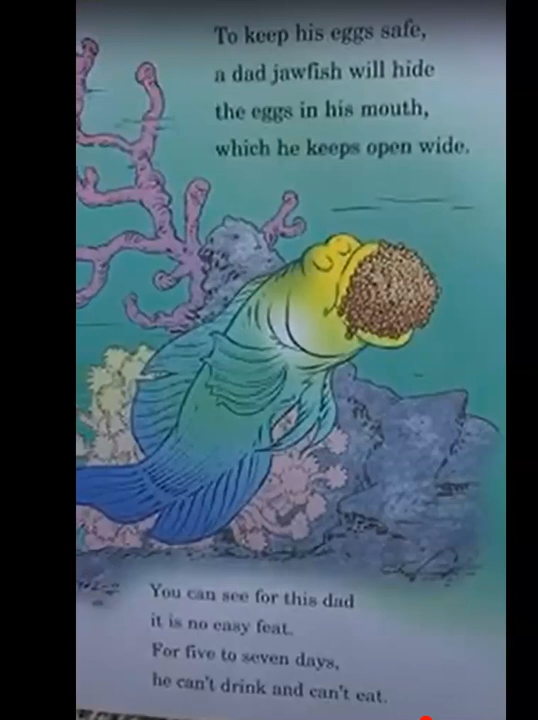 To keep his eggs safe,
a dad jawfish will hide
the eggs in his mouth,
which he keeps open wide.
You can see for this dad
it is no easy feat.
For five to seven days,
he can't drink and can't eat.